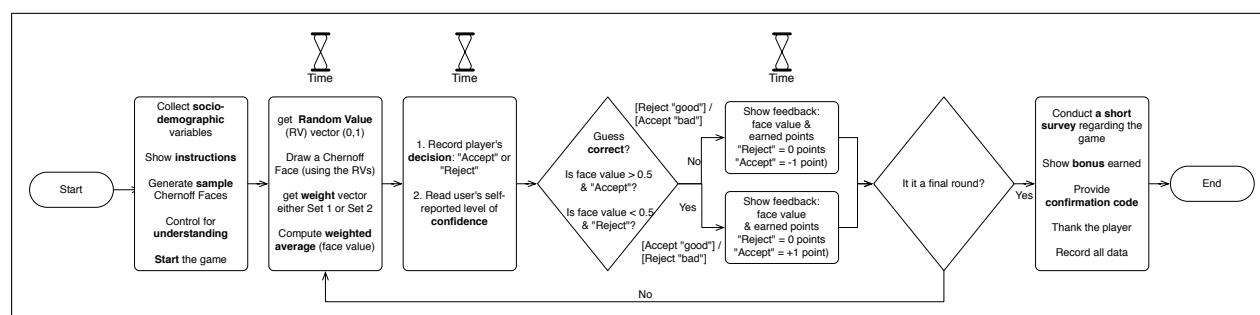 Start
Collect socio-
demographic
variables
Show instructions
Generate sample
Chernoff Faces
Control for
understanding
Start the game
Time
get Random Value
(RV) vector (0,1)
Draw a Chernoff
Face (using the RVs)
get weight vector
either Set 1 or Set 2
Compute weighted
average (face value)
Time
1. Record player's
decision: "Accept" or
"Reject"
2. Read user's self-
reported level of
confidence
Guess
correct?
Is face value > 0.5
& "Accept"?
Is face value < 0.5
& "Reject"?
[Reject "good"] /
[Accept "bad"]
No
Yes
[Accept "good"] /
[Reject "bad"]
Time
Show feedback:
face value &
earned points
"Reject" = 0 points
"Accept" = -1 point)
Show feedback:
face value
& earned points
"Reject" = 0 points
"Accept" = +1 point)
It it a final round?
Yes
No
Conduct a short
survey regarding the
game
Show bonus earned
Provide
confirmation code
Thank the player
Record all data
End